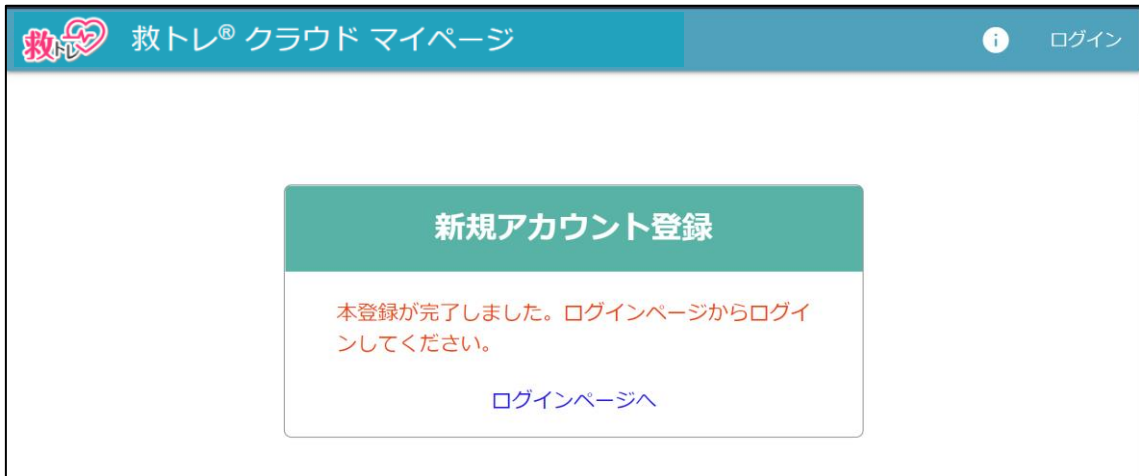 救トレ 救トレ® クラウド マイページ
i ログイン
新規アカウント登録
本登録が完了しました。ログインページからログイ
ンしてください。
ログインページへ